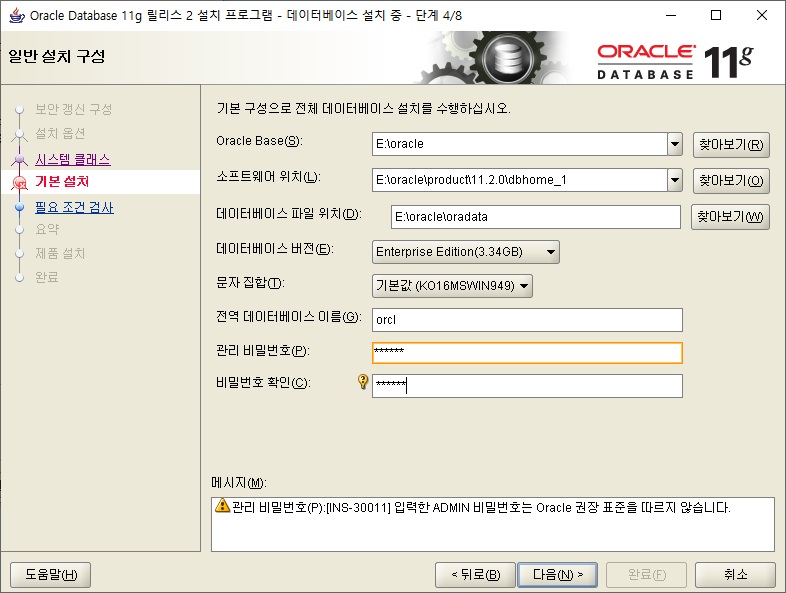 Oracle Database 11g 릴리스 2 설치 프로그램 - 데이터베이스 설치 중 - 단계 4/8
일반 설치 구성
ORACLE
DATABASE 11g
보안 갱신 구성
설치 옵션
시스템 클래스
기본 설치
필요 조건 검사
요약
제품 설치
완료
기본 구성으로 전체 데이터베이스 설치를 수행하십시오.
Oracle Base(S): E:\oracle 찾아보기(R)
소프트웨어 위치(L): E:\oracle\product\11.2.0\dbhome_1 찾아보기(O)
데이터베이스 파일 위치(D): E:\oracle\oradata 찾아보기(W)
데이터베이스 버전(E): Enterprise Edition(3.34GB)
문자 집합(T): 기본값 (KO16MSWIN949)
전역 데이터베이스 이름(G): orcl
관리 비밀번호(P): ******
비밀번호 확인(C): ******
메시지(M):
관리 비밀번호(P):[INS-30011] 입력한 ADMIN 비밀번호는 Oracle 권장 표준을 따르지 않습니다.
도움말(H) < 뒤로(B) 다음(N) > 완료(F) 취소